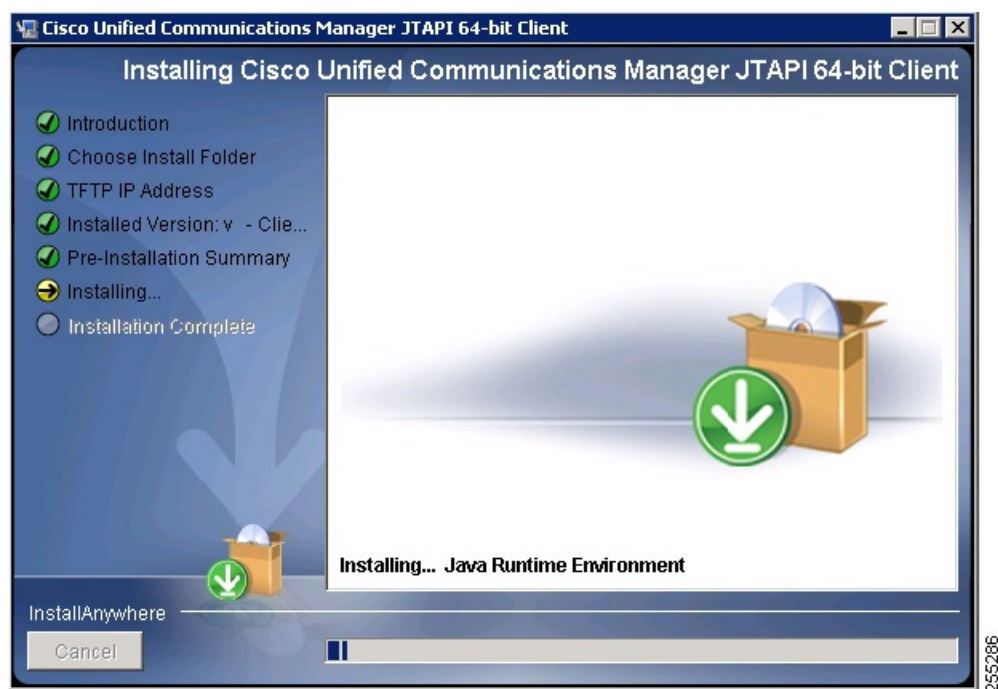 Cisco Unified Communications Manager JTAPI 64-bit Client
Installing Cisco Unified Communications Manager JTAPI 64-bit Client
Introduction
Choose Install Folder
TFTP IP Address
Installed Version: v - Clie...
Pre-Installation Summary
Installing...
Installation Complete
Installing... Java Runtime Environment
InstallAnywhere
Cancel
255286